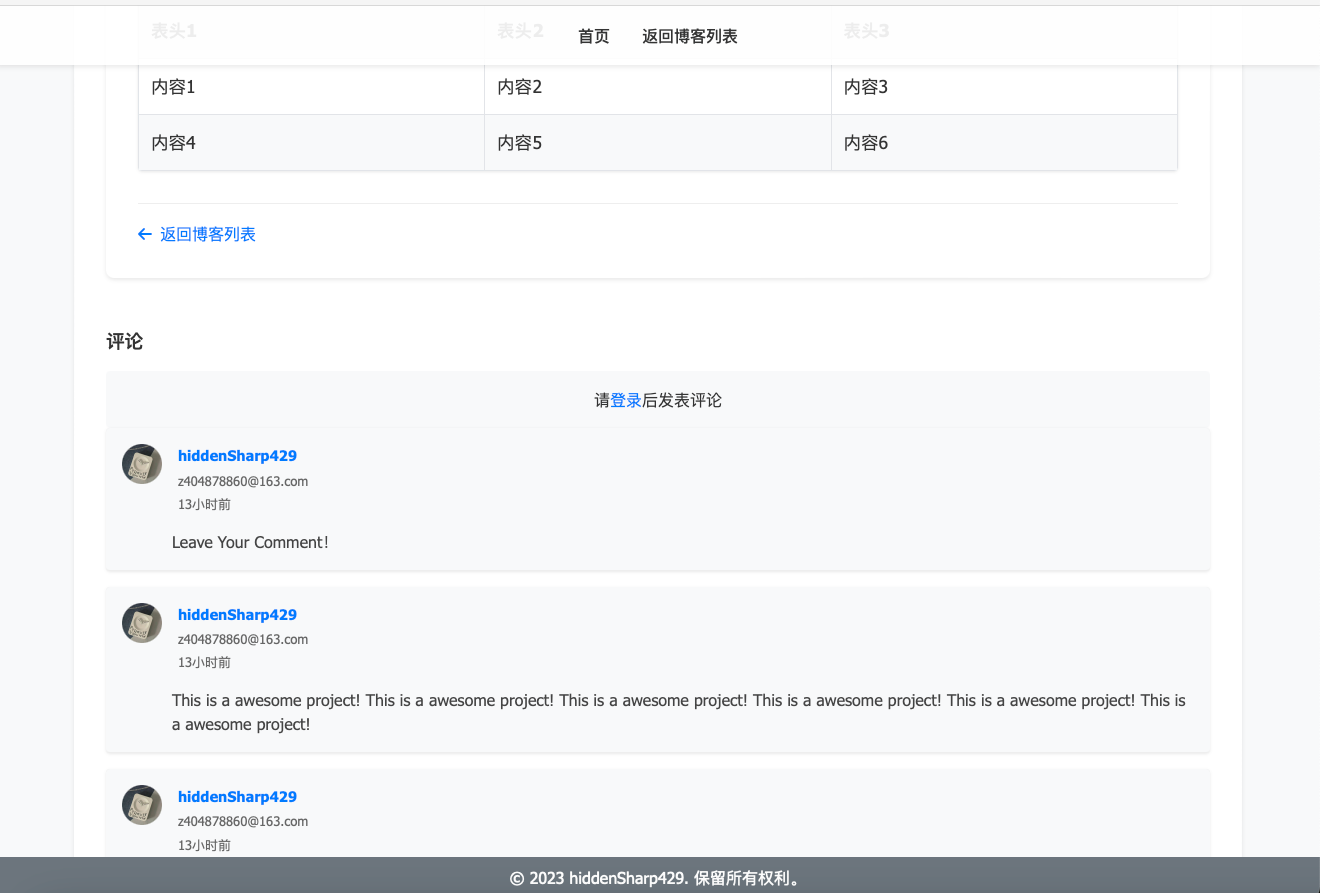 表头1 表头2 表头3
首页 返回博客列表
内容1 内容2 内容3
内容4 内容5 内容6
返回博客列表
评论
请登录后发表评论
hiddenSharp429
z404878860@163.com
13小时前
Leave Your Comment!
hiddenSharp429
z404878860@163.com
13小时前
This is a awesome project! This is a awesome project! This is a awesome project! This is a awesome project! This is a awesome project! This is
a awesome project!
hiddenSharp429
z404878860@163.com
13小时前
© 2023 hiddenSharp429. 保留所有权利。